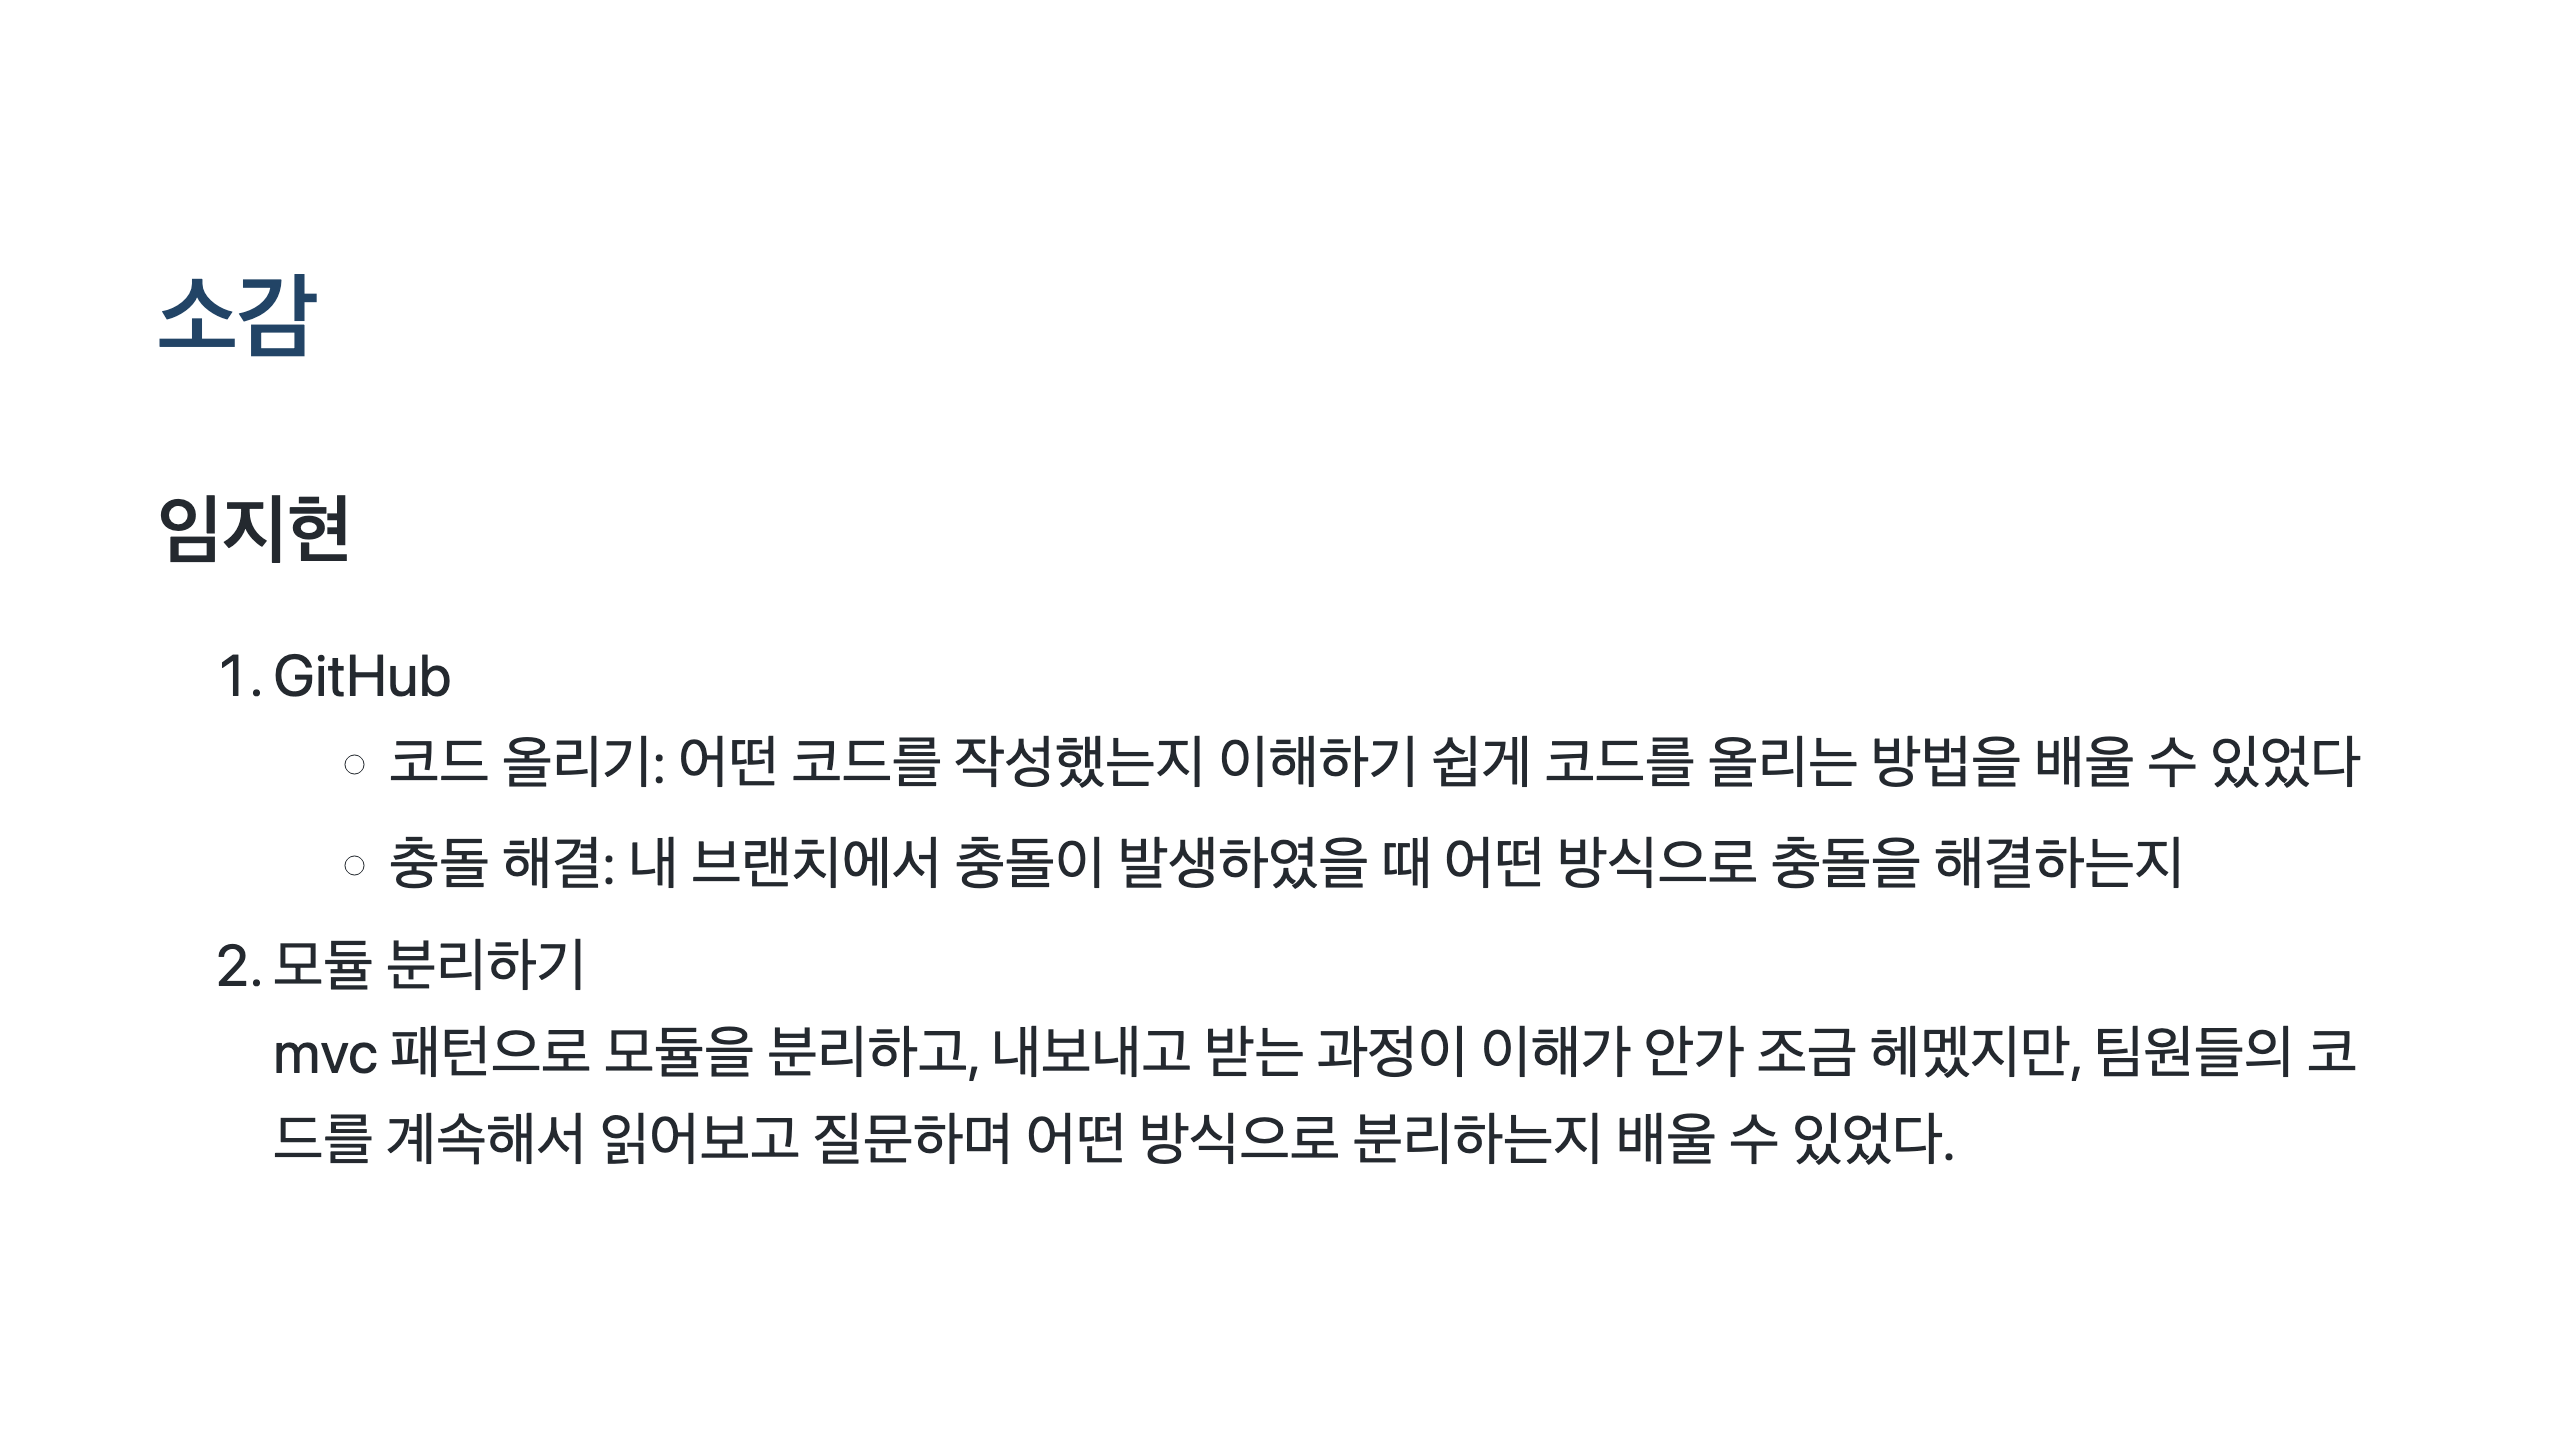 소감
임지현
1. GitHub
○ 코드 올리기: 어떤 코드를 작성했는지 이해하기 쉽게 코드를 올리는 방법을 배울 수 있었다
○ 충돌 해결: 내 브랜치에서 충돌이 발생하였을 때 어떤 방식으로 충돌을 해결하는지
2. 모듈 분리하기
mvc 패턴으로 모듈을 분리하고, 내보내고 받는 과정이 이해가 안가 조금 헤멨지만, 팀원들의 코
드를 계속해서 읽어보고 질문하며 어떤 방식으로 분리하는지 배울 수 있었다.